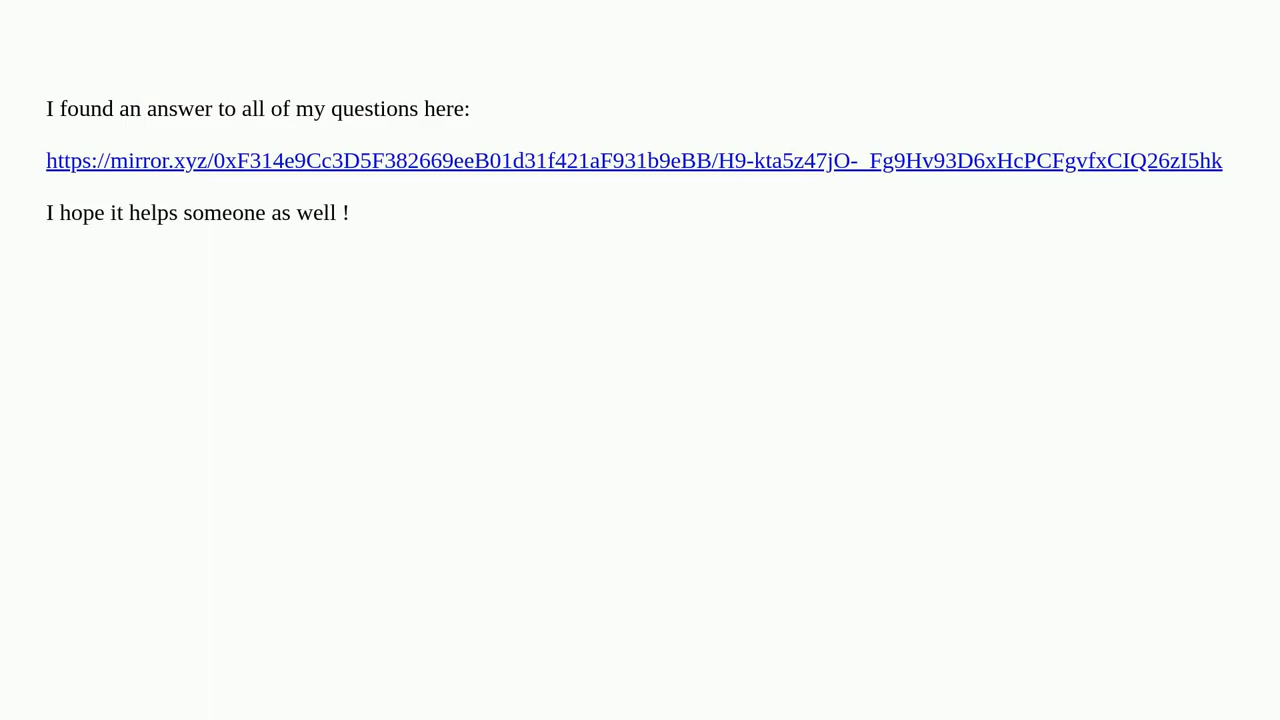 I found an answer to all of my questions here:
https://mirror.xyz/0xF314e9Cc3D5F382669eeB01d31f421aF931b9eBB/H9-kta5z47jO-_Fg9Hv93D6xHcPCFgvfxCIQ26zI5hk
I hope it helps someone as well !